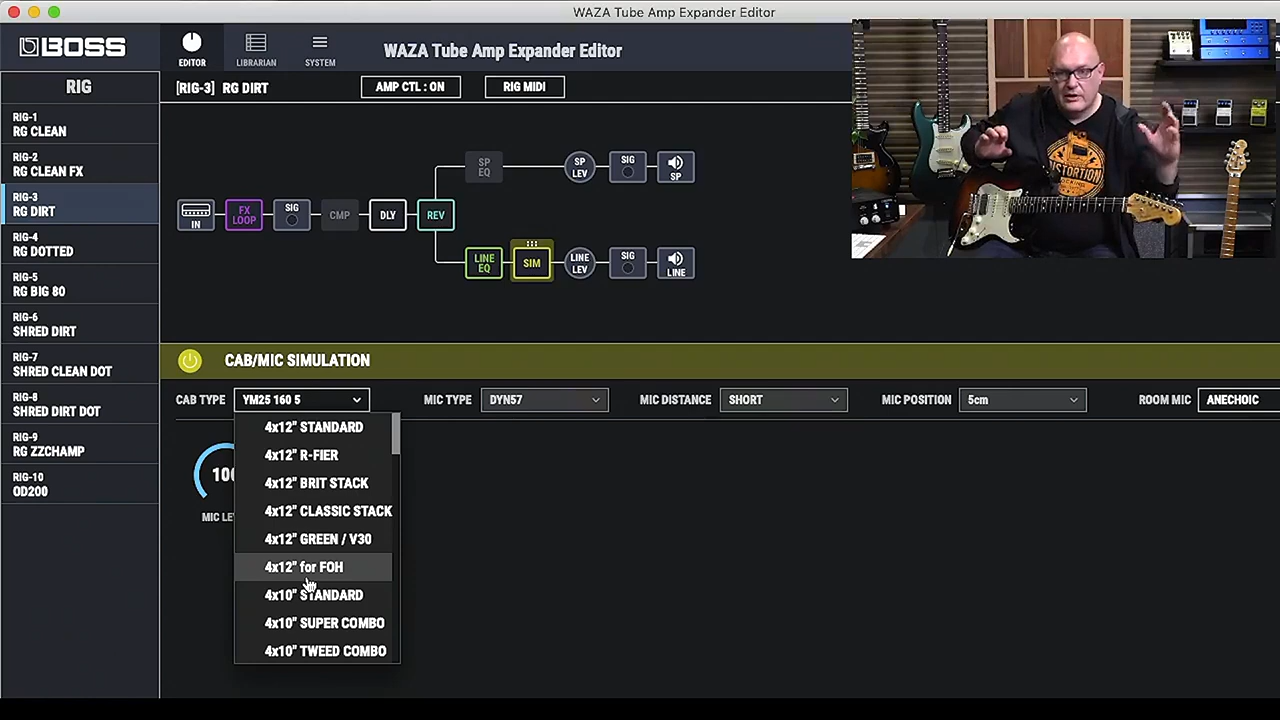 WAZA Tube Amp Expander Editor
BOSS
EDITOR
LIBRARIAN
SYSTEM
WAZA Tube Amp Expander Editor
RIG
[RIG-3] RG DIRT
AMP CTL : ON
RIG MIDI
RIG-1
RG CLEAN
RIG-2
RG CLEAN FX
RIG-3
RG DIRT
RIG-4
RG DOTTED
RIG-5
RG BIG 80
RIG-6
SHRED DIRT
RIG-7
SHRED CLEAN DOT
RIG-8
SHRED DIRT DOT
RIG-9
RG ZZCHAMP
RIG-10
OD200
SP
EQ
SP
LEV
SIG
SP
IN
FX
LOOP
SIG
CMP
DLY
REV
LINE
EQ
SIM
LINE
LEV
SIG
LINE
DISTORTION
CAB/MIC SIMULATION
CAB TYPE
YM25 160 5
MIC TYPE
DYN57
MIC DISTANCE
SHORT
MIC POSITION
5cm
ROOM MIC
ANECHOIC
4x12" STANDARD
4x12" R-FIER
4x12" BRIT STACK
4x12" CLASSIC STACK
4x12" GREEN / V30
4x12" for FOH
4x10" STANDARD
4x10" SUPER COMBO
4x10" TWEED COMBO
100
MIC LE